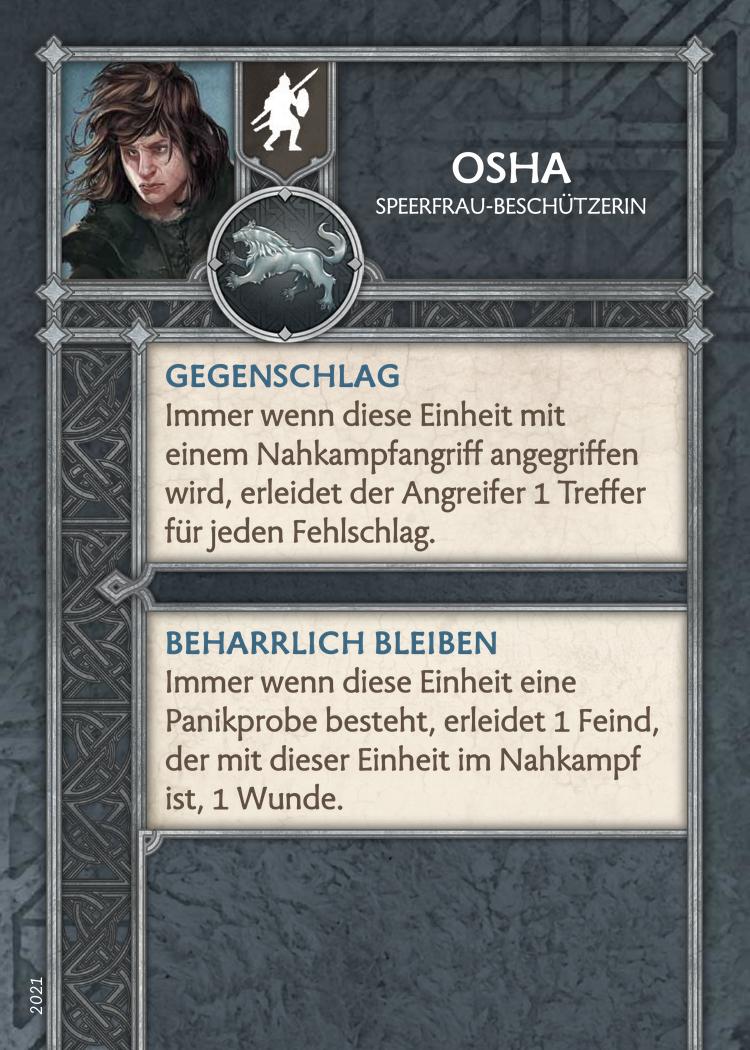 OSHA
SPEERFRAU-BESCHÜTZERIN
GEGENSCHLAG
Immer wenn diese Einheit mit
einem Nahkampfangriff angegriffen
wird, erleidet der Angreifer 1 Treffer
für jeden Fehlschlag.
BEHARRLICH BLEIBEN
Immer wenn diese Einheit eine
Panikprobe besteht, erleidet 1 Feind,
der mit dieser Einheit im Nahkampf
ist, 1 Wunde.
2021